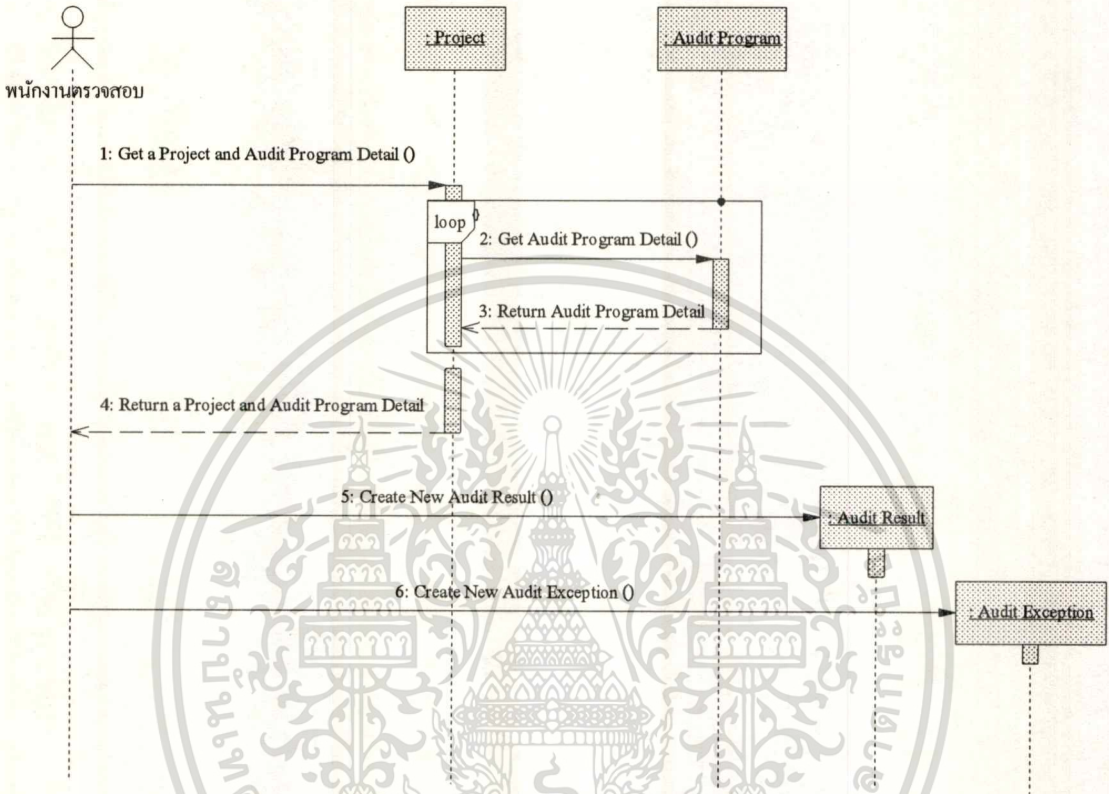 : Project
: Audit Program
พนักงานตรวจสอบ
1: Get a Project and Audit Program Detail ()
loop
2: Get Audit Program Detail ()
3: Return Audit Program Detail
4: Return a Project and Audit Program Detail
5: Create New Audit Result ()
: Audit Result
6: Create New Audit Exception ()
: Audit Exception